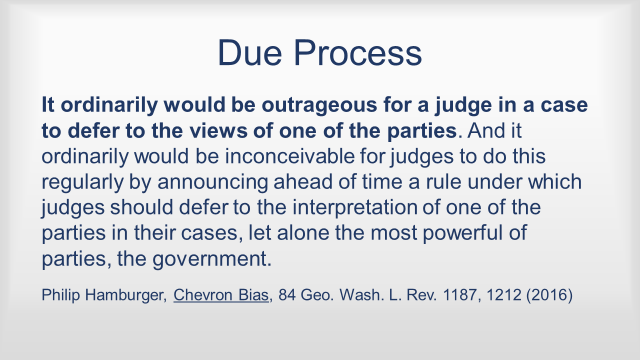 Due Process
It ordinarily would be outrageous for a judge in a case
to defer to the views of one of the parties. And it
ordinarily would be inconceivable for judges to do this
regularly by announcing ahead of time a rule under which
judges should defer to the interpretation of one of the
parties in their cases, let alone the most powerful of
parties, the government.
Philip Hamburger, Chevron Bias, 84 Geo. Wash. L. Rev. 1187, 1212 (2016)